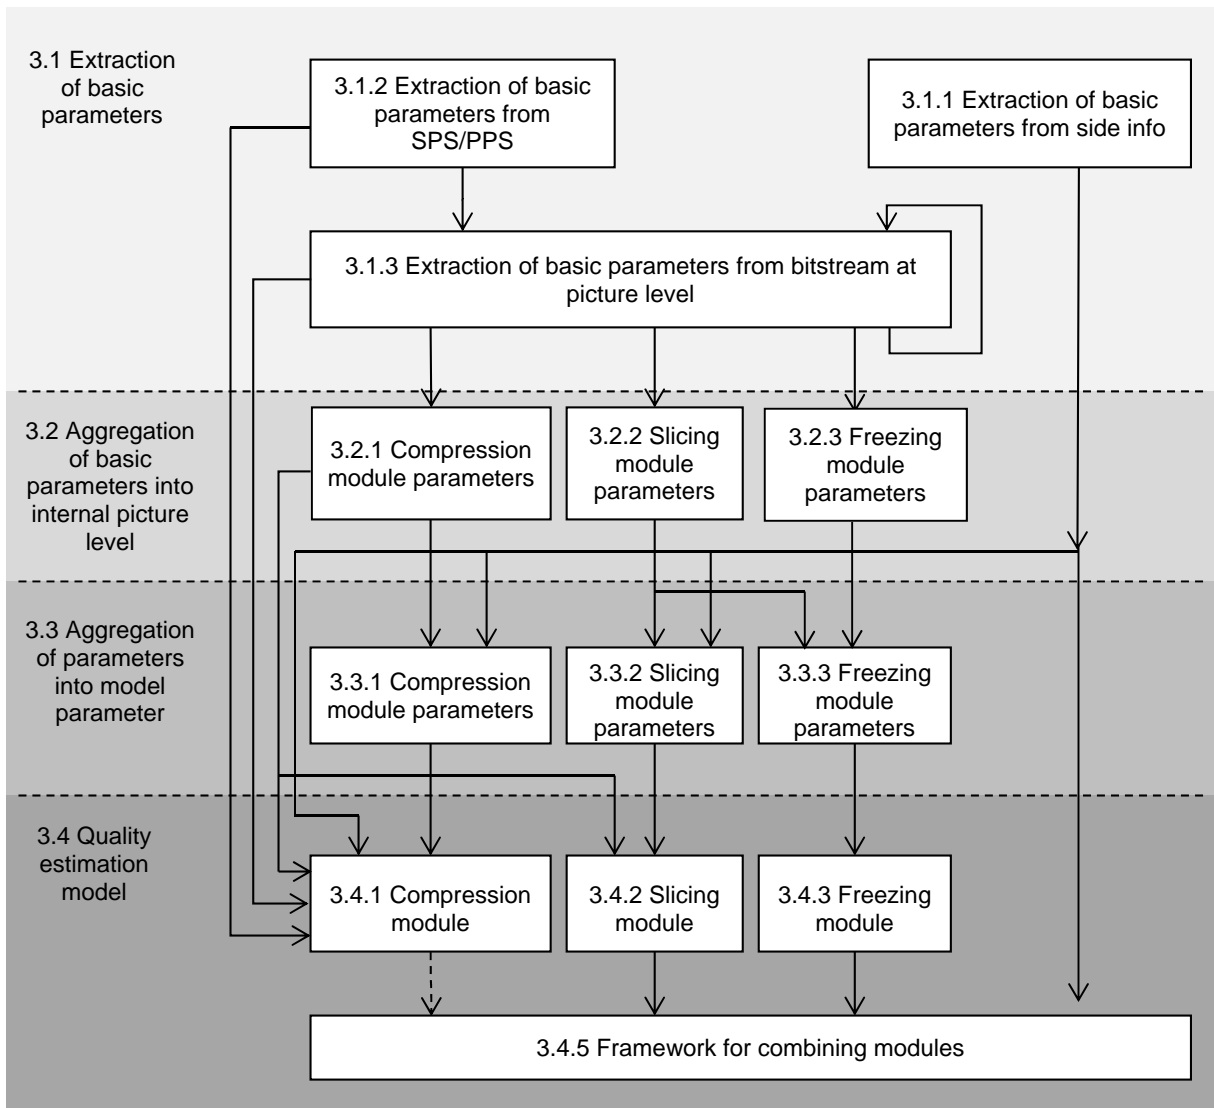 3.1 Extraction
of basic
parameters
3.1.2 Extraction of basic
parameters from
SPS/PPS
3.1.1 Extraction of basic
parameters from side info
3.1.3 Extraction of basic parameters from bitstream at
picture level
3.2 Aggregation
of basic
parameters into
internal picture
level
3.2.1 Compression
module parameters
3.2.2 Slicing
module
parameters
3.2.3 Freezing
module
parameters
3.3 Aggregation
of parameters
into model
parameter
3.3.1 Compression
module parameters
3.3.2 Slicing
module
parameters
3.3.3 Freezing
module
parameters
3.4 Quality
estimation
model
3.4.1 Compression
module
3.4.2 Slicing
module
3.4.3 Freezing
module
3.4.5 Framework for combining modules